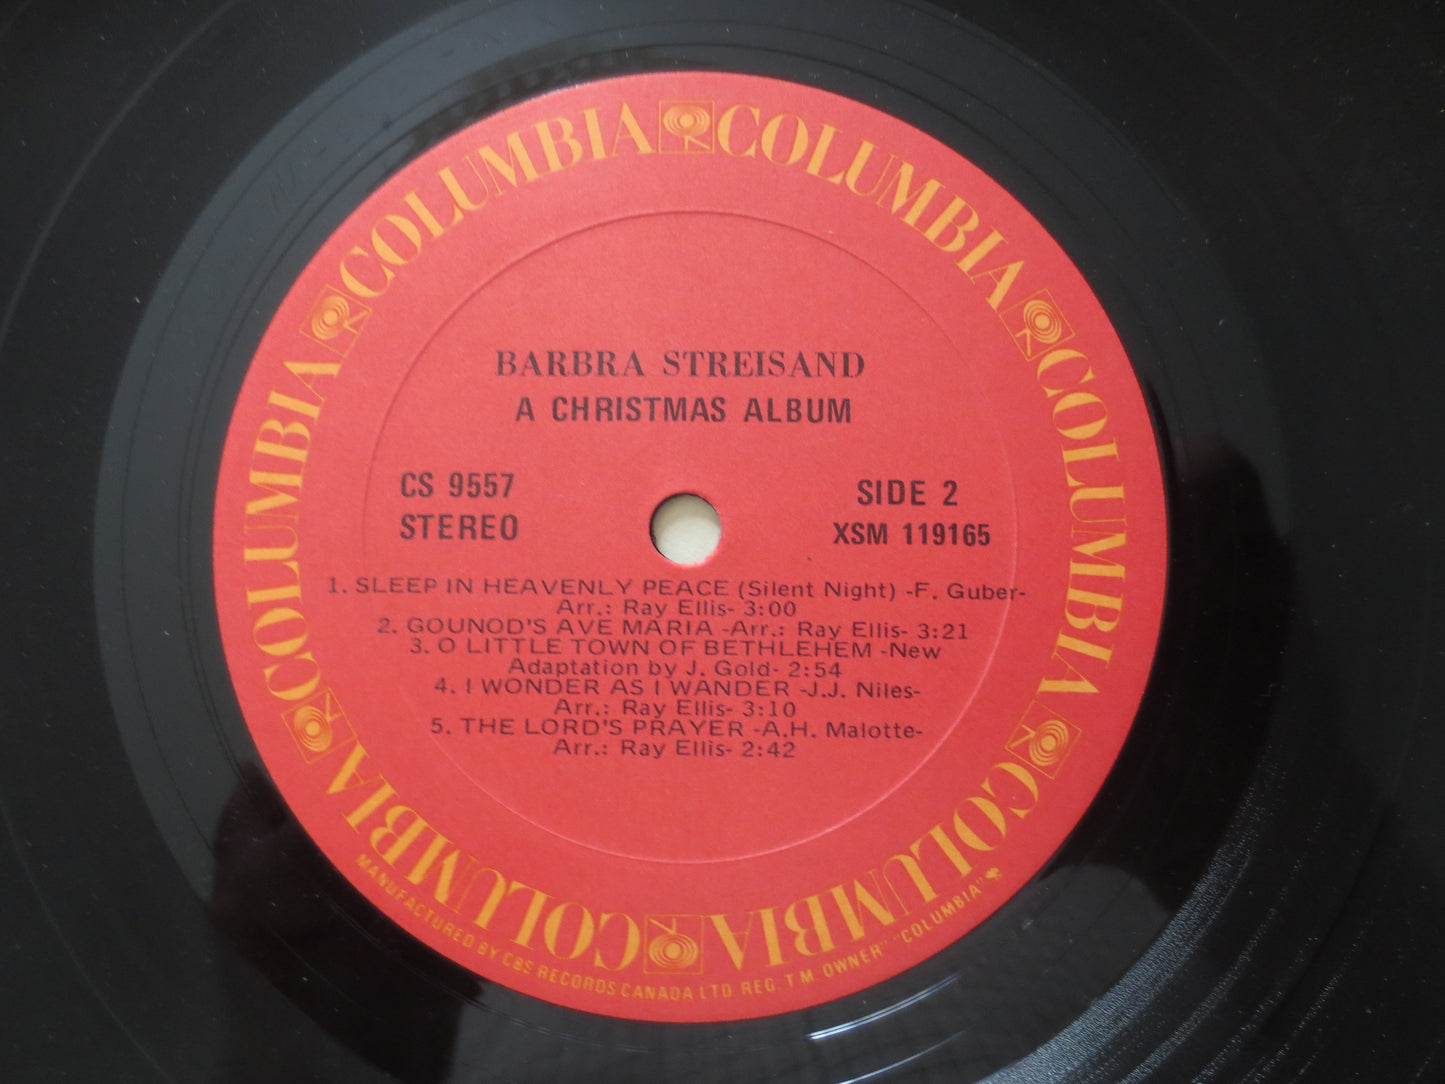 COLUMBIA COLUMBIA COLUMBIA COLUMBIA COLUMBIA COLUMBIA
BARBRA STREISAND
A CHRISTMAS ALBUM
CS 9557
STEREO
SIDE 2
XSM 119165
1. SLEEP IN HEAVENLY PEACE (Silent Night) -F. Guber-
Arr.: Ray Ellis- 3:00
2. GOUNOD'S AVE MARIA -Arr.: Ray Ellis- 3:21
3. O LITTLE TOWN OF BETHLEHEM -New
Adaptation by J. Gold- 2:54
4. I WONDER AS I WANDER -J.J. Niles-
Arr.: Ray Ellis- 3:10
5. THE LORD'S PRAYER -A.H. Malotte-
Arr.: Ray Ellis- 2:42
MANUFACTURED BY CBS RECORDS CANADA LTD REG. T M OWNER" "COLUMBIA"